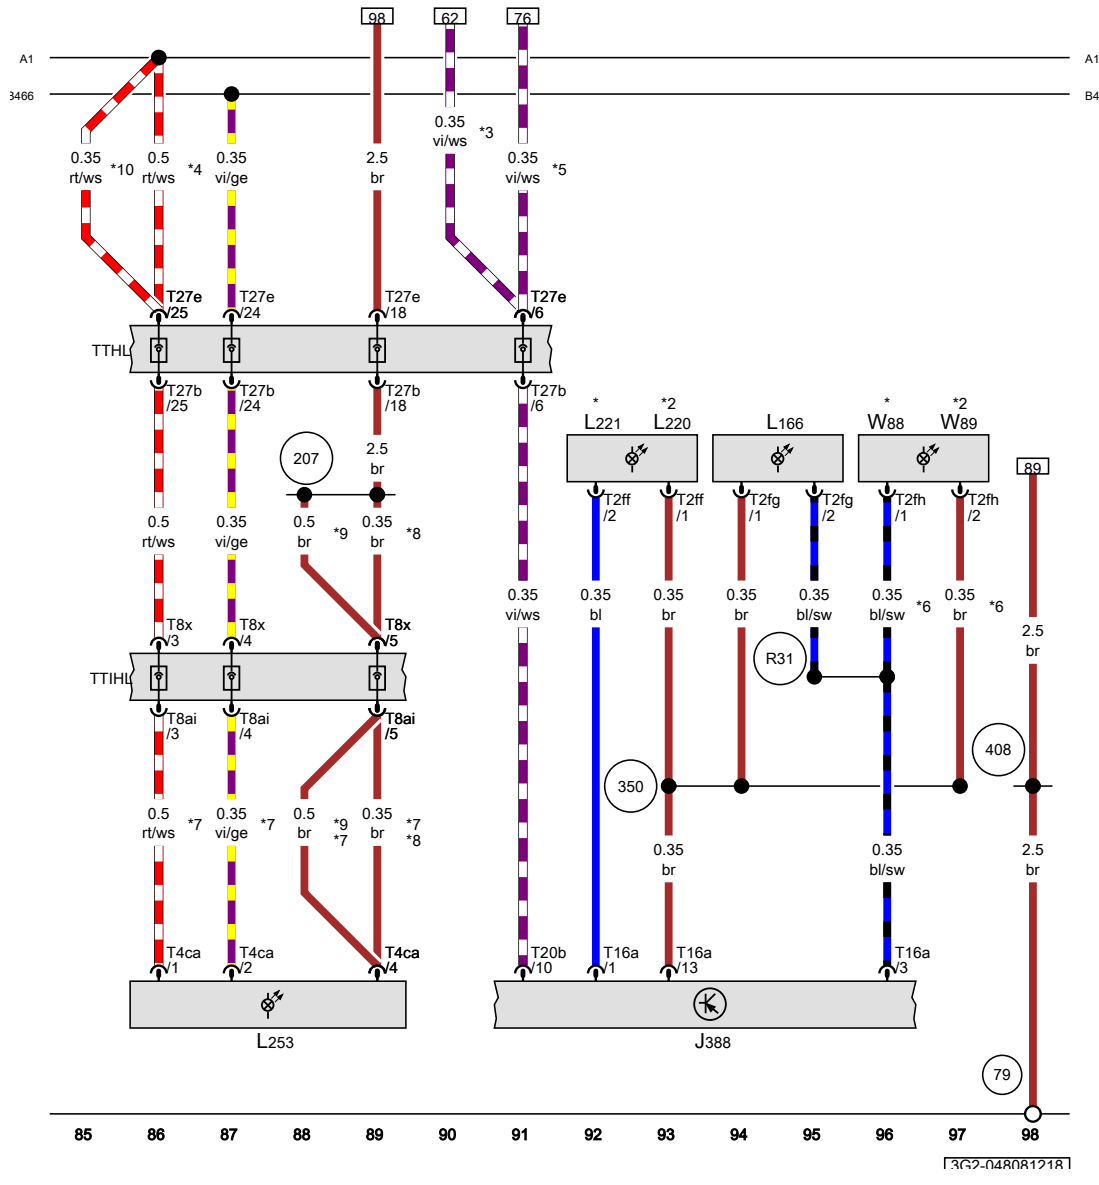 98 62 76
A1 A1
3466 B4
0.35 rt/ws *10 0.5 rt/ws *4 0.35 vi/ge 2.5 br 0.35 vi/ws *3 0.35 vi/ws *5
T27e /25 T27e /24 T27e /18 T27e /6
TTHL
T27b /25 T27b /24 T27b /18 T27b /6
* L221 *2 L220 L166 * W88 *2 W89
207 2.5 br 89
T2ff /2 T2ff /1 T2fg /1 T2fg /2 T2fh /1 T2fh /2
0.5 rt/ws 0.35 vi/ge 0.5 br *9 0.35 br *8
0.35 vi/ws 0.35 bl 0.35 br 0.35 br 0.35 bl/sw 0.35 bl/sw *6 0.35 br *6
T8x /3 T8x /4 T8x /5
2.5 br
R31
TTIHL
T8ai /3 T8ai /4 T8ai /5
408
350
0.5 rt/ws *7 0.35 vi/ge *7 0.5 br *9 *7 0.35 br *7 *8
0.35 br 0.35 bl/sw 2.5 br
T4ca /1 T4ca /2 T4ca /4 T20b /10 T16a /1 T16a /13 T16a /3
L253 J388
79
85 86 87 88 89 90 91 92 93 94 95 96 97 98
3G2-048081218